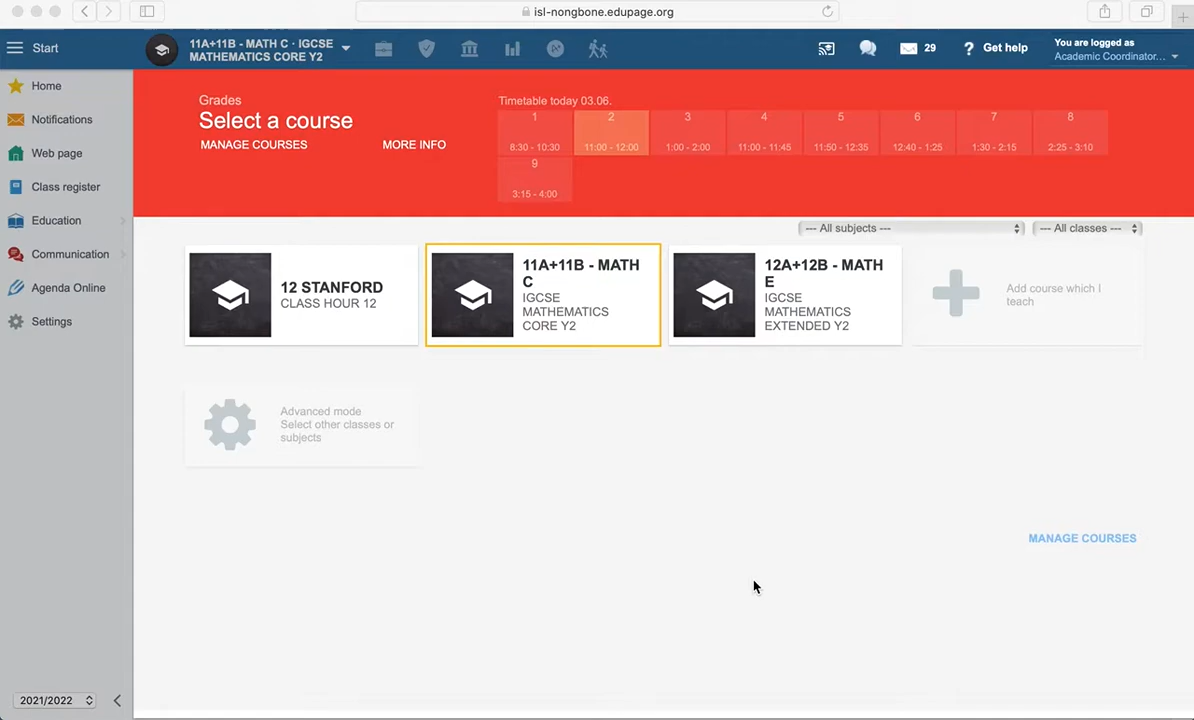 isl-nongbone.edupage.org
Start
11A+11B - MATH C · IGCSE
MATHEMATICS CORE Y2
29
? Get help
You are logged as
Academic Coordinator...
Home
Notifications
Web page
Class register
Education
Communication
Agenda Online
Settings
2021/2022
Grades
Select a course
MANAGE COURSES
MORE INFO
Timetable today 03.06.
1
8:30 - 10:30
2
11:00 - 12:00
3
1:00 - 2:00
4
11:00 - 11:45
5
11:50 - 12:35
6
12:40 - 1:25
7
1:30 - 2:15
8
2:25 - 3:10
9
3:15 - 4:00
--- All subjects ---
--- All classes ---
12 STANFORD
CLASS HOUR 12
11A+11B - MATH
C
IGCSE
MATHEMATICS
CORE Y2
12A+12B - MATH
E
IGCSE
MATHEMATICS
EXTENDED Y2
Add course which I
teach
Advanced mode
Select other classes or
subjects
MANAGE COURSES